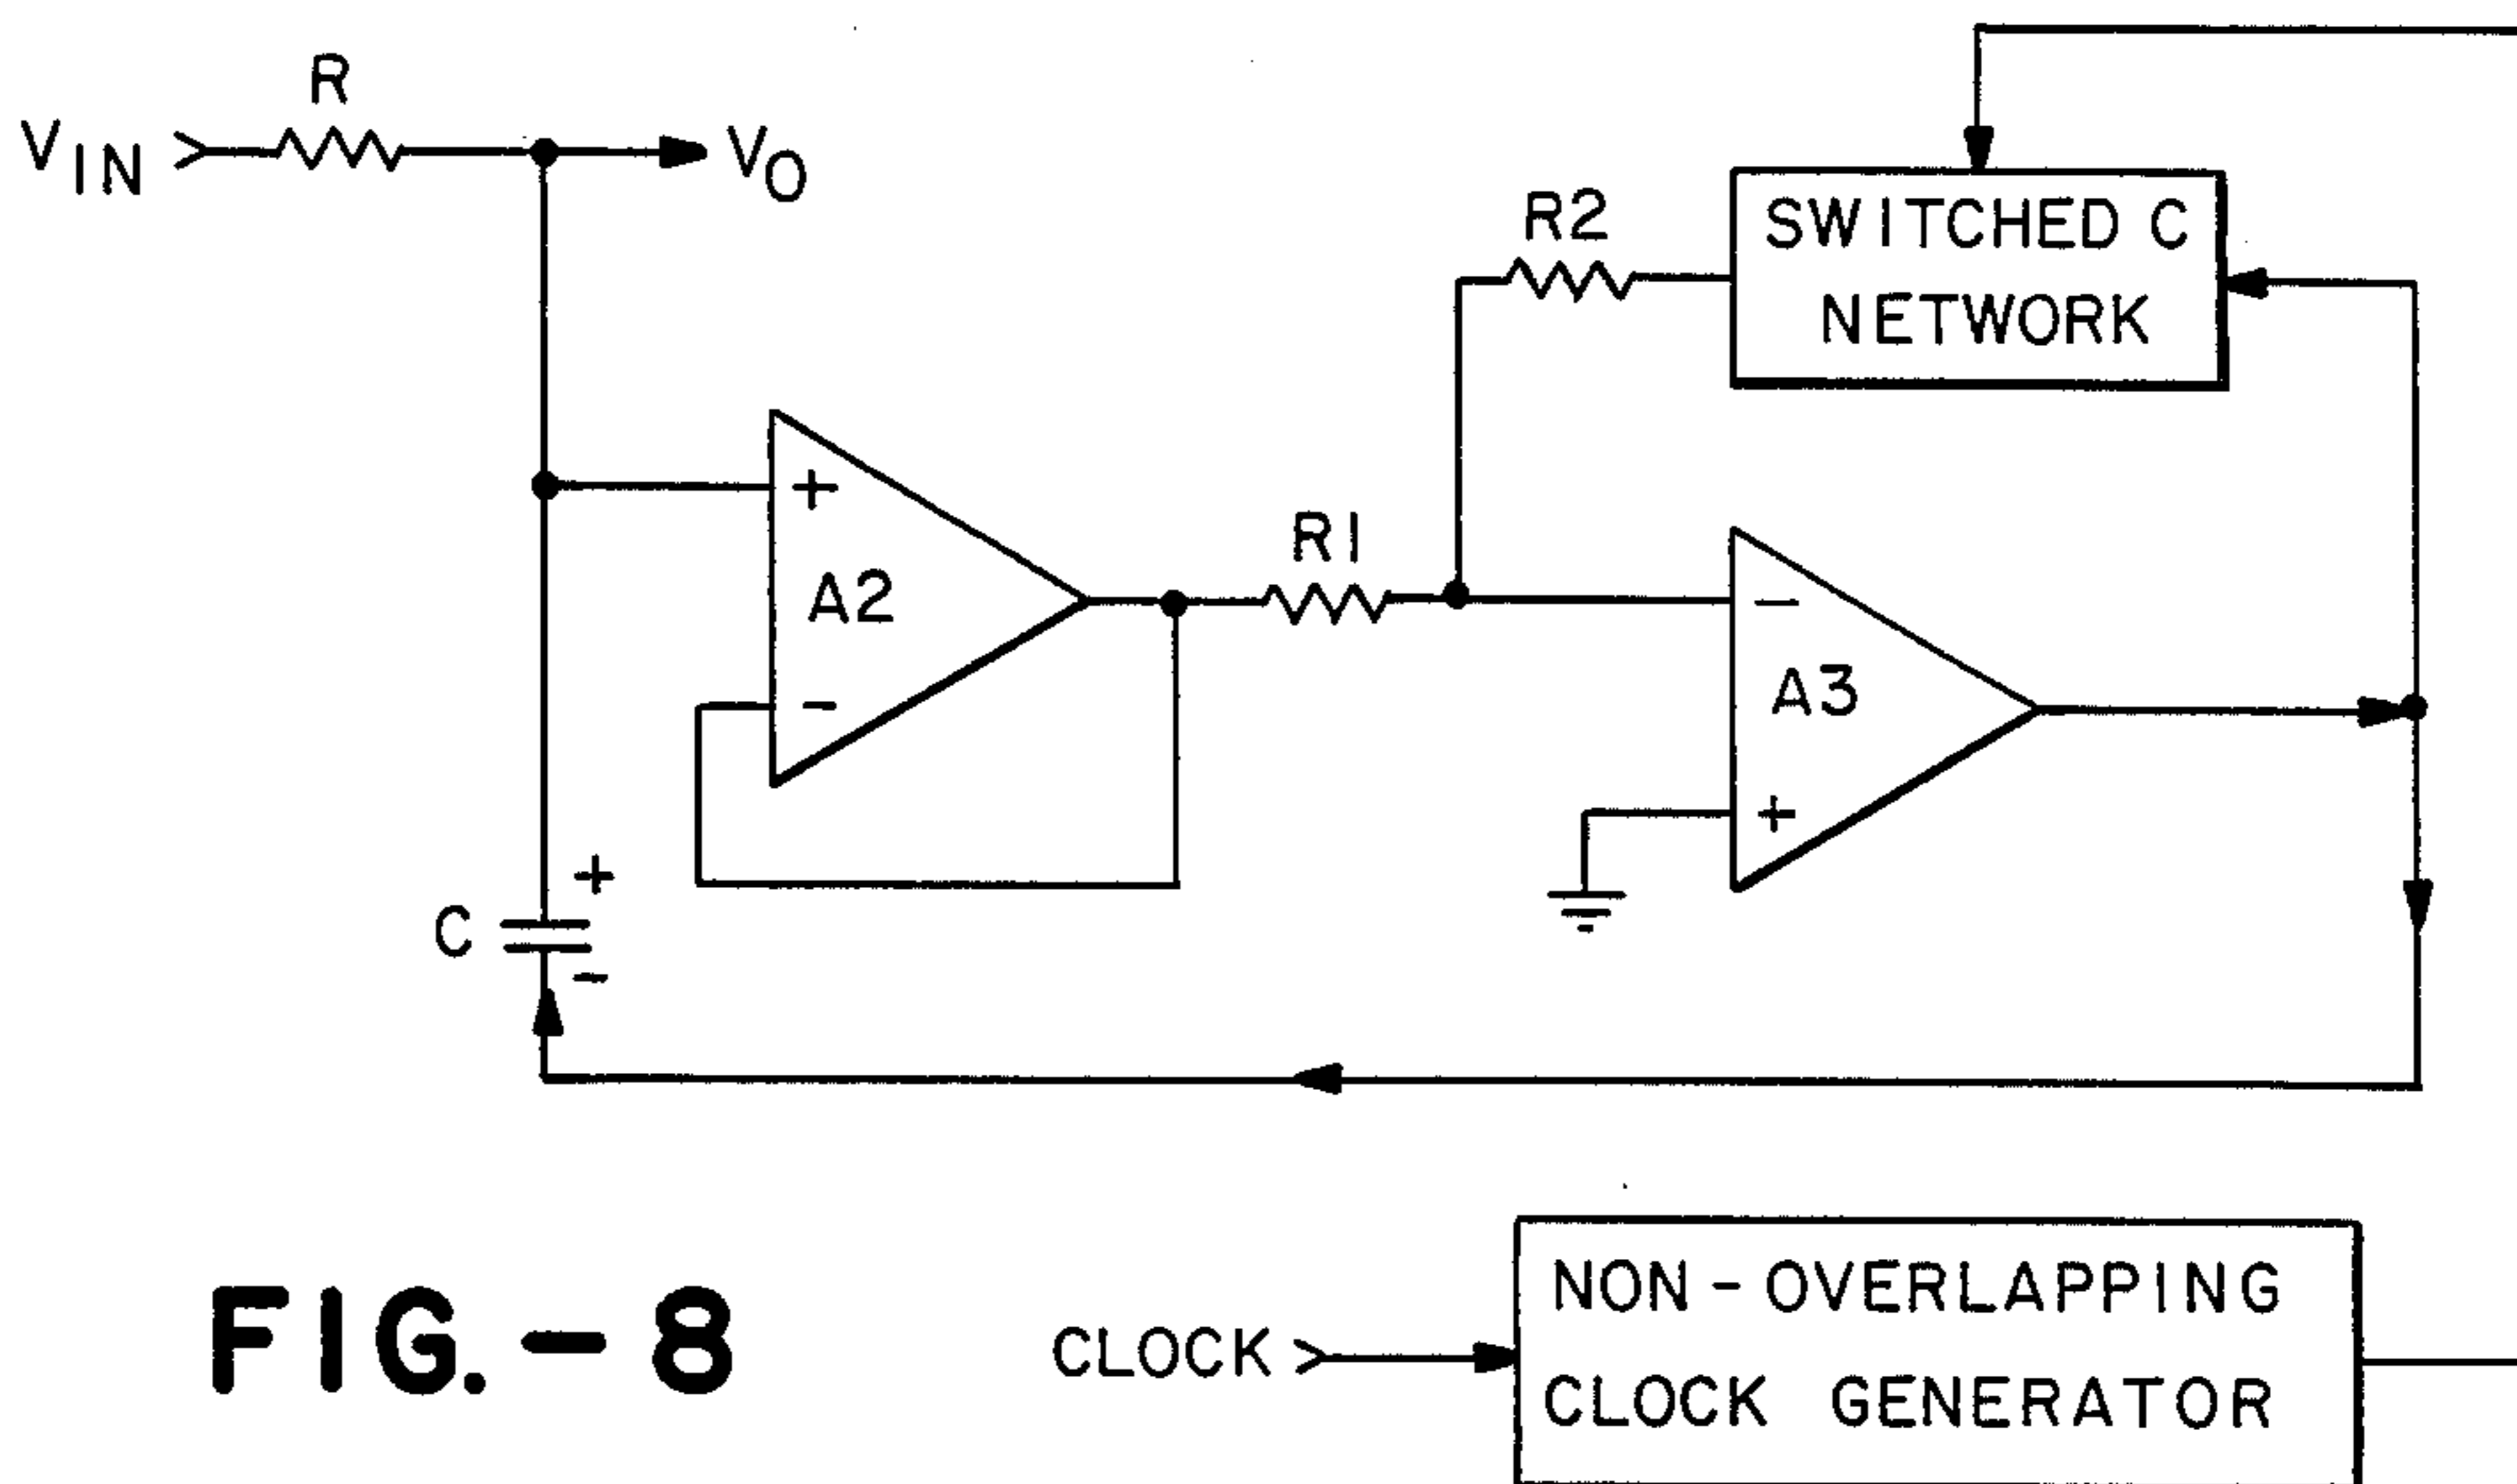 R
VIN
VO
R2
SWITCHED C
NETWORK
+
A2
-
R1
-
A3
+
+
C
-
FIG.-8
CLOCK
NON-OVERLAPPING
CLOCK GENERATOR